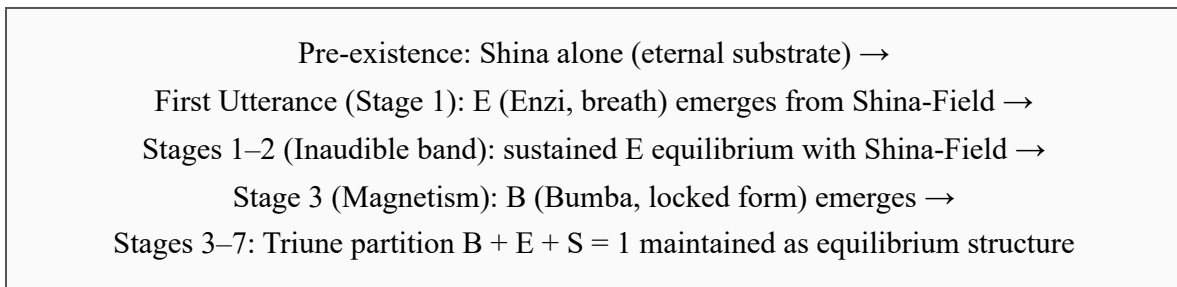 Pre-existence: Shina alone (eternal substrate) →
First Utterance (Stage 1): E (Enzi, breath) emerges from Shina-Field →
Stages 1–2 (Inaudible band): sustained E equilibrium with Shina-Field →
Stage 3 (Magnetism): B (Bumba, locked form) emerges →
Stages 3–7: Triune partition B + E + S = 1 maintained as equilibrium structure